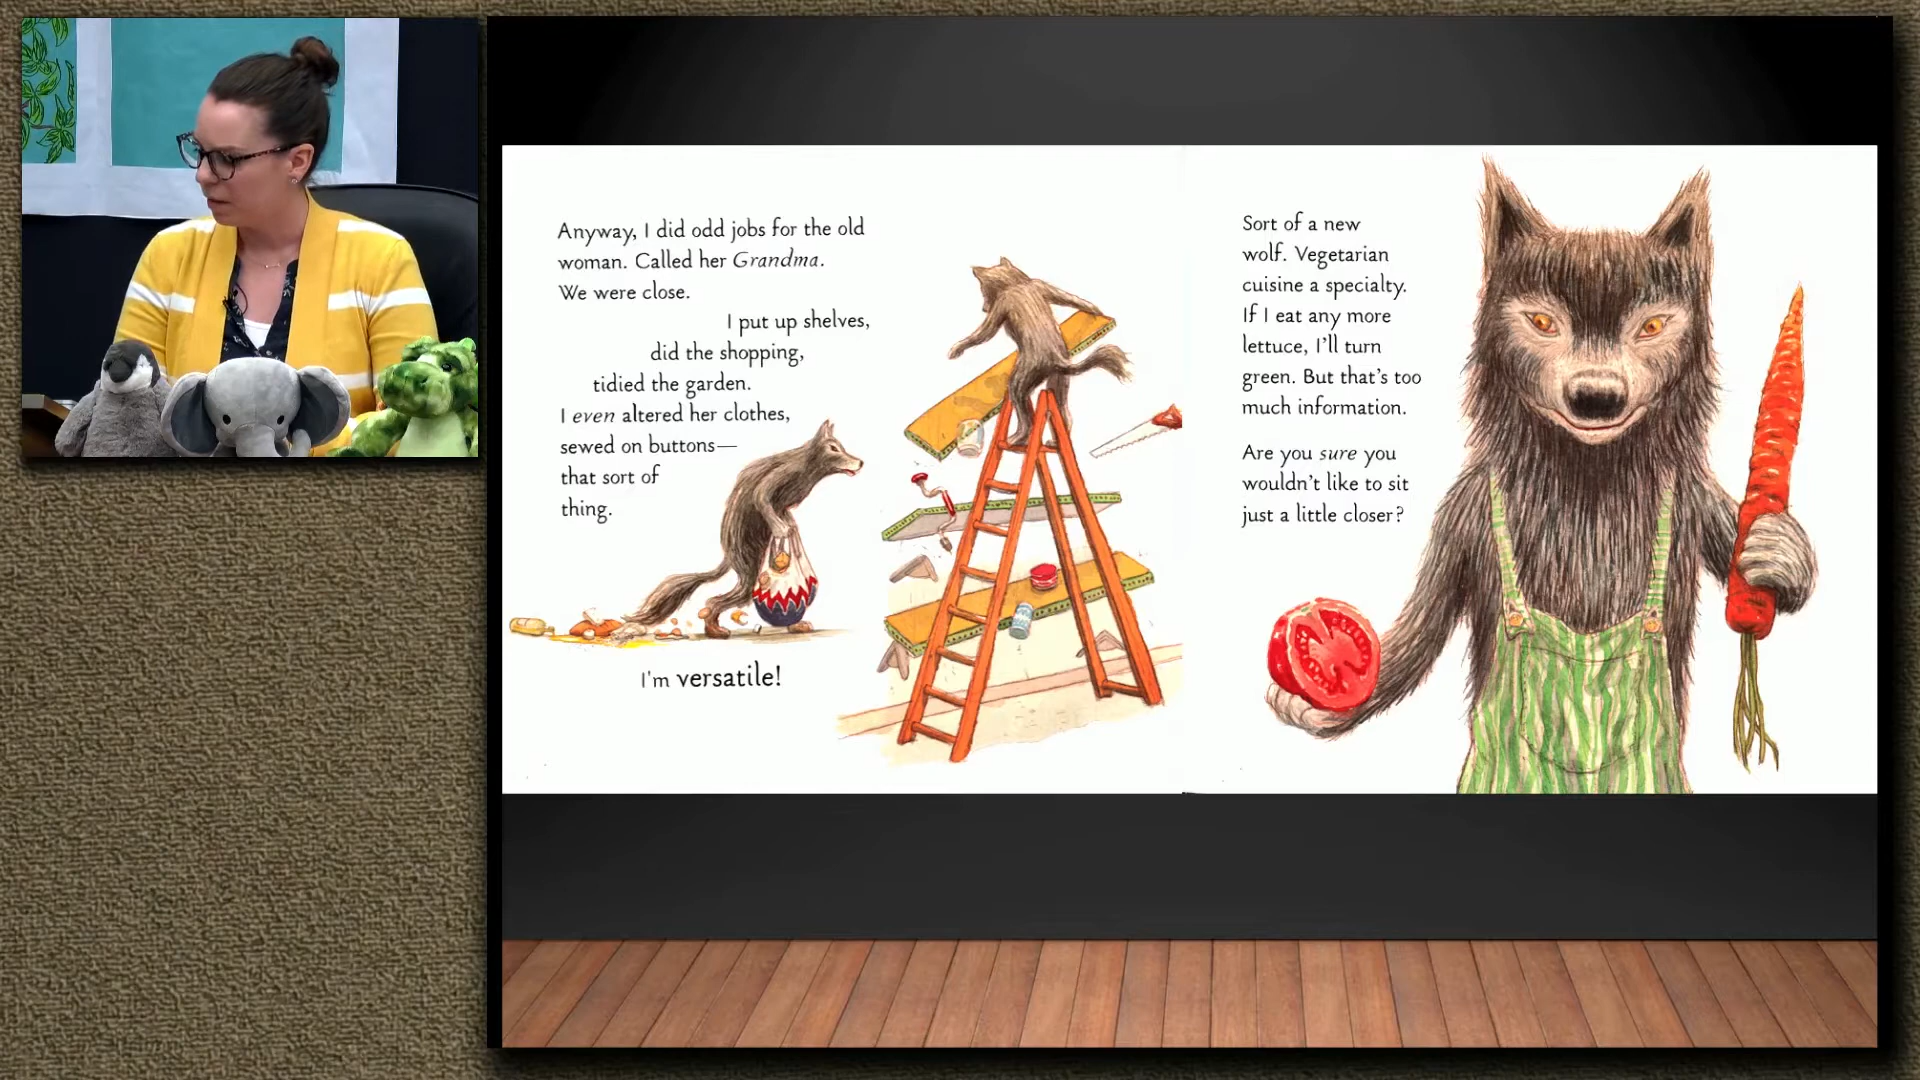 Anyway, I did odd jobs for the old
woman. Called her Grandma.
We were close.
I put up shelves,
did the shopping,
tidied the garden.
I even altered her clothes,
sewed on buttons—
that sort of
thing.
I'm versatile!
Sort of a new
wolf. Vegetarian
cuisine a specialty.
If I eat any more
lettuce, I'll turn
green. But that's too
much information.
Are you sure you
wouldn't like to sit
just a little closer?